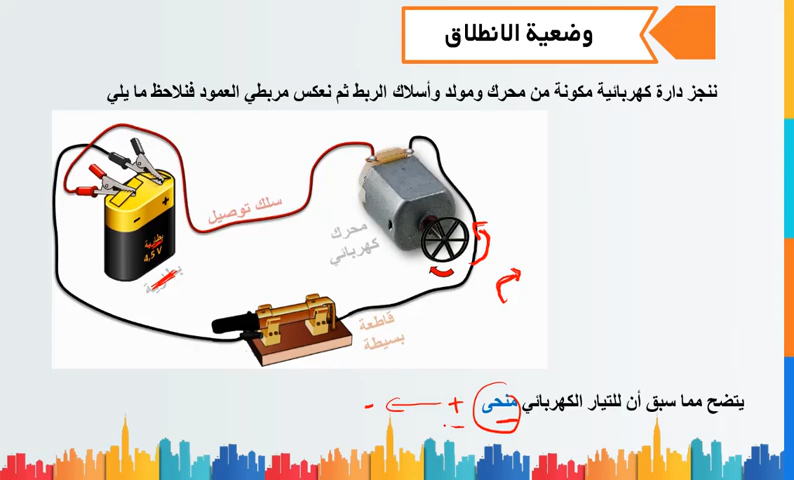 وضعية الانطلاق
ننجز دارة كهربائية مكونة من محرك ومولد وأسلاك الربط ثم نعكس مربطي العمود فنلاحظ ما يلي
سلك توصيل
محرك
كهربائي
- +
بطارية
4,5 V
بطارية
قاطعة
بسيطة
يتضح مما سبق أن للتيار الكهربائي منحى + -